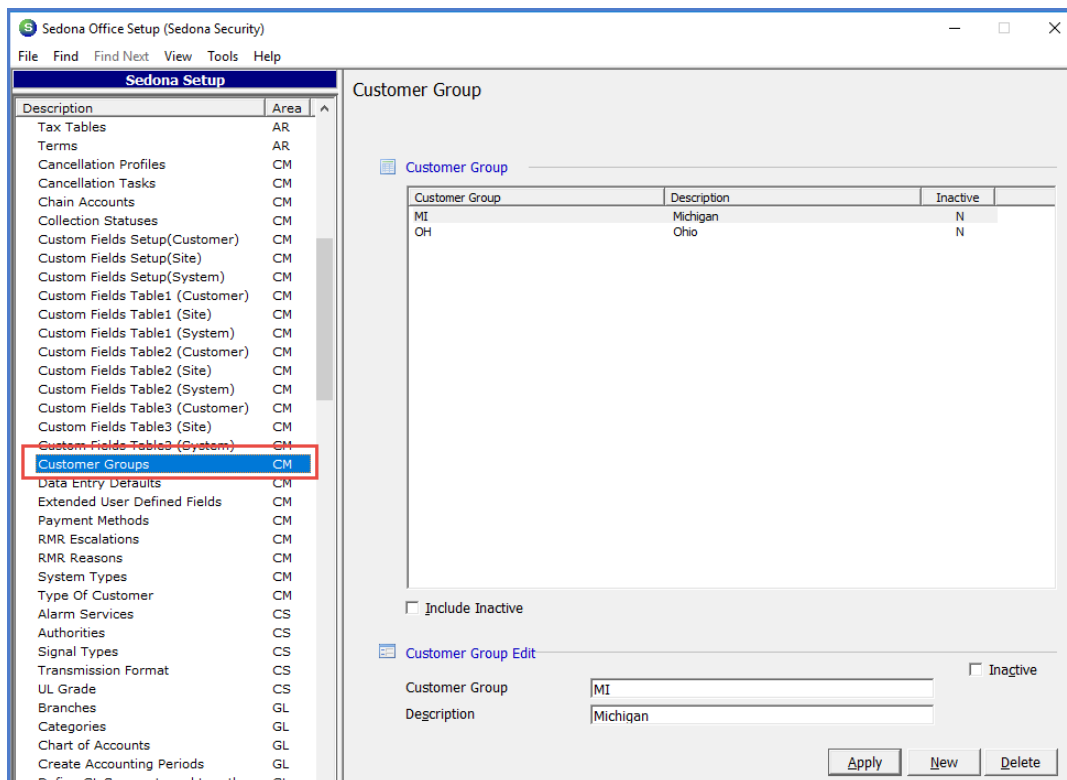 Sedona Office Setup (Sedona Security)
File Find Find Next View Tools Help
Sedona Setup
Description Area
Tax Tables AR
Terms AR
Cancellation Profiles CM
Cancellation Tasks CM
Chain Accounts CM
Collection Statuses CM
Custom Fields Setup(Customer) CM
Custom Fields Setup(Site) CM
Custom Fields Setup(System) CM
Custom Fields Table1 (Customer) CM
Custom Fields Table1 (Site) CM
Custom Fields Table1 (System) CM
Custom Fields Table2 (Customer) CM
Custom Fields Table2 (Site) CM
Custom Fields Table2 (System) CM
Custom Fields Table3 (Customer) CM
Custom Fields Table3 (Site) CM
Custom Fields Table3 (System) CM
Customer Groups CM
Data Entry Defaults CM
Extended User Defined Fields CM
Payment Methods CM
RMR Escalations CM
RMR Reasons CM
System Types CM
Type Of Customer CM
Alarm Services CS
Authorities CS
Signal Types CS
Transmission Format CS
UL Grade CS
Branches GL
Categories GL
Chart of Accounts GL
Create Accounting Periods GL
Customer Group
Customer Group
Customer Group Description Inactive
MI Michigan N
OH Ohio N
Include Inactive
Customer Group Edit
Inactive
Customer Group MI
Description Michigan
Apply New Delete